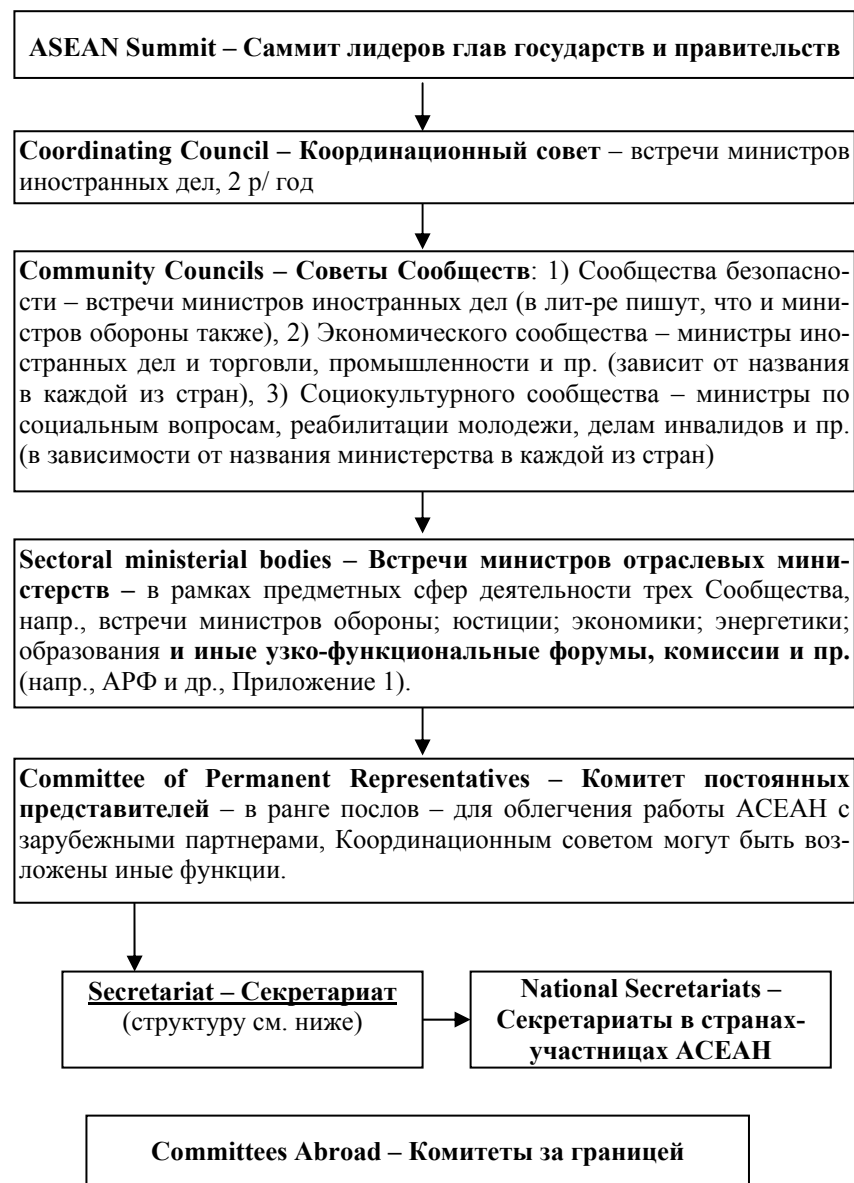 ASEAN Summit – Саммит лидеров глав государств и правительств
Coordinating Council – Координационный совет – встречи министров
иностранных дел, 2 р/ год
Community Councils – Советы Сообществ: 1) Сообщества безопасно-
сти – встречи министров иностранных дел (в лит-ре пишут, что и мини-
стров обороны также), 2) Экономического сообщества – министры ино-
странных дел и торговли, промышленности и пр. (зависит от названия
в каждой из стран), 3) Социокультурного сообщества – министры по
социальным вопросам, реабилитации молодежи, делам инвалидов и пр.
(в зависимости от названия министерства в каждой из стран)
Sectoral ministerial bodies – Встречи министров отраслевых мини-
стерств – в рамках предметных сфер деятельности трех Сообщества,
напр., встречи министров обороны; юстиции; экономики; энергетики;
образования и иные узко-функциональные форумы, комиссии и пр.
(напр., АРФ и др., Приложение 1).
Committee of Permanent Representatives – Комитет постоянных
представителей – в ранге послов – для облегчения работы АСЕАН с
зарубежными партнерами, Координационным советом могут быть воз-
ложены иные функции.
Secretariat – Секретариат
(структуру см. ниже)
National Secretariats –
Секретариаты в странах-
участницах АСЕАН
Committees Abroad – Комитеты за границей